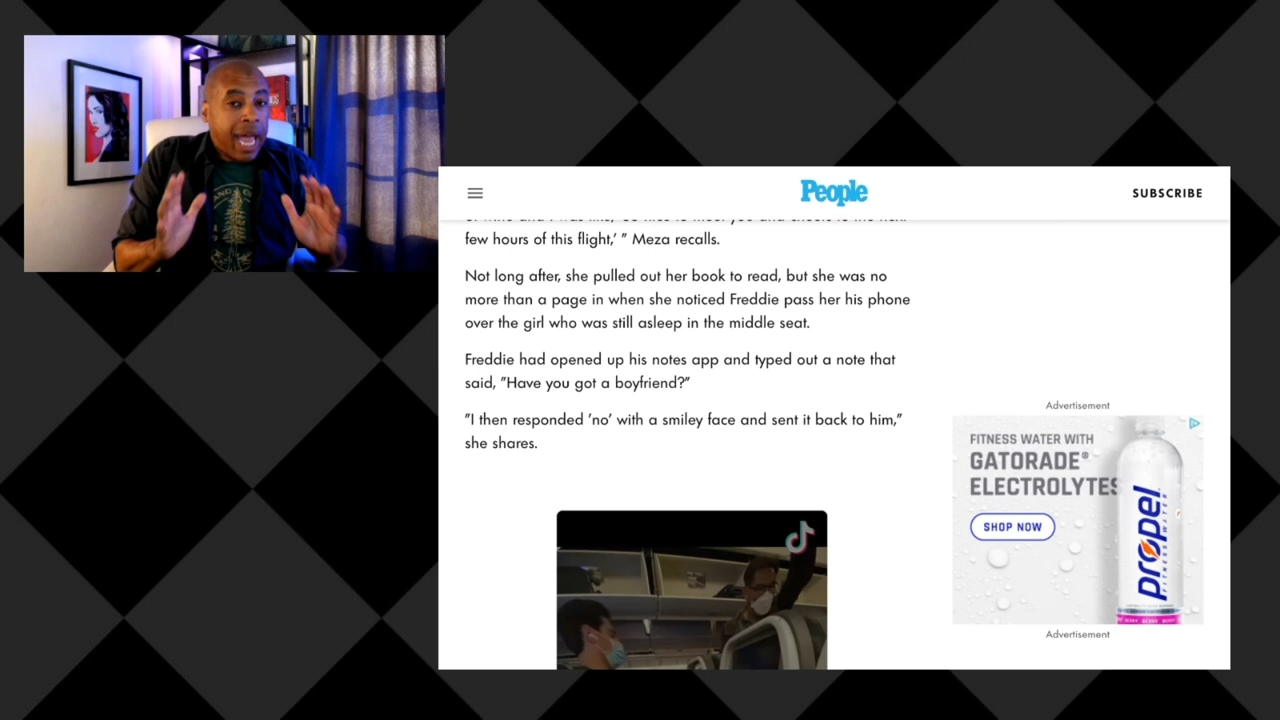 People
SUBSCRIBE
few hours of this flight,' " Meza recalls.
Not long after, she pulled out her book to read, but she was no
more than a page in when she noticed Freddie pass her his phone
over the girl who was still asleep in the middle seat.
Freddie had opened up his notes app and typed out a note that
said, "Have you got a boyfriend?"
"I then responded 'no' with a smiley face and sent it back to him,"
she shares.
Advertisement
FITNESS WATER WITH
GATORADE®
ELECTROLYTES
SHOP NOW
propel
FITNESS WATER
Advertisement